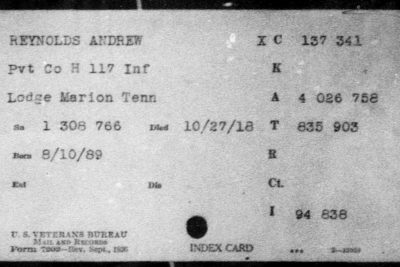 REYNOLDS ANDREW X C 137 341
Pvt Co H 117 Inf K
Lodge Marion Tenn A 4 026 758
Sn 1 308 766 Died 10/27/18 T 835 903
Born 8/10/89 R
Enl Dis Ct.
I 94 838
U. S. VETERANS BUREAU
MAIL AND RECORDS
Form 7202—Rev. Sept., 1926 INDEX CARD